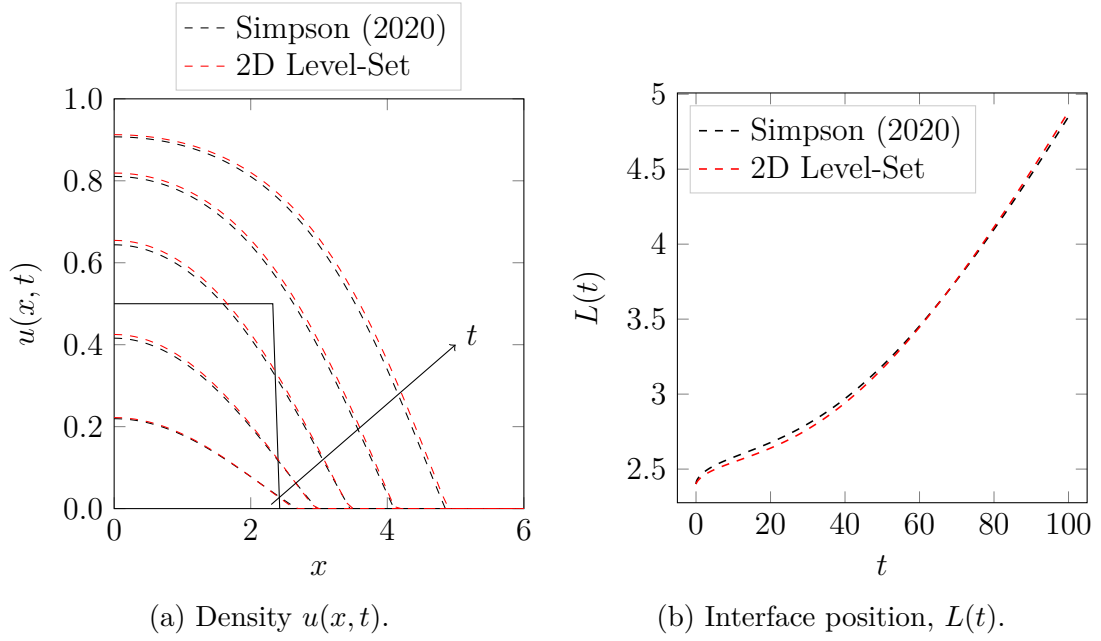 Simpson (2020)
2D Level-Set
1.0
0.8
0.6
0.4
0.2
0.0
0
2
4
6
u(x, t)
x
t
(a) Density u(x, t).
Simpson (2020)
2D Level-Set
5
4.5
4
3.5
3
2.5
0
20
40
60
80
100
L(t)
t
(b) Interface position, L(t).